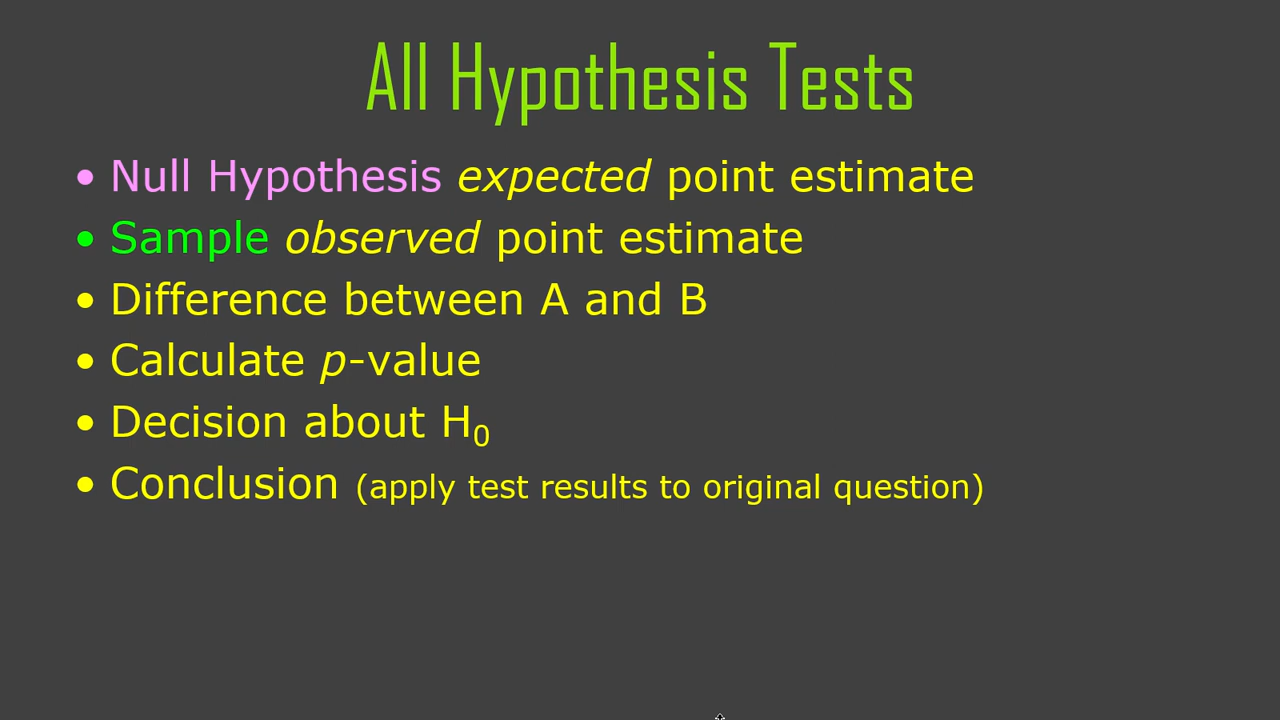 All Hypothesis Tests
• Null Hypothesis expected point estimate
• Sample observed point estimate
• Difference between A and B
• Calculate p-value
• Decision about H₀
• Conclusion (apply test results to original question)